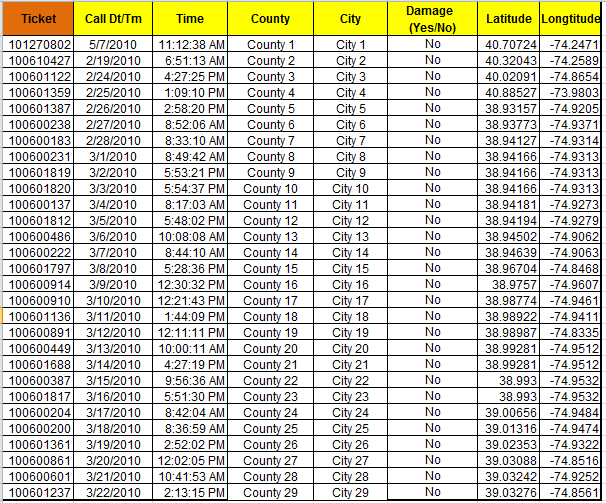 Ticket Call Dt/Tm Time County City Damage (Yes/No) Latitude Longtitude
101270802 5/7/2010 11:12:38 AM County 1 City 1 No 40.70724 -74.2471
100610427 2/19/2010 6:51:13 AM County 2 City 2 No 40.32043 -74.2589
100601122 2/24/2010 4:27:25 PM County 3 City 3 No 40.02091 -74.8654
100601359 2/25/2010 1:09:10 PM County 4 City 4 No 40.88527 -73.9803
100601387 2/26/2010 2:58:20 PM County 5 City 5 No 38.93157 -74.9205
100600238 2/27/2010 8:52:06 AM County 6 City 6 No 38.93773 -74.9371
100600183 2/28/2010 8:33:10 AM County 7 City 7 No 38.94127 -74.9314
100600231 3/1/2010 8:49:42 AM County 8 City 8 No 38.94166 -74.9313
100601819 3/2/2010 5:53:21 PM County 9 City 9 No 38.94166 -74.9313
100601820 3/3/2010 5:54:37 PM County 10 City 10 No 38.94166 -74.9313
100600137 3/4/2010 8:17:03 AM County 11 City 11 No 38.94181 -74.9273
100601812 3/5/2010 5:48:02 PM County 12 City 12 No 38.94194 -74.9279
100600486 3/6/2010 10:08:08 AM County 13 City 13 No 38.94502 -74.9062
100600222 3/7/2010 8:44:10 AM County 14 City 14 No 38.94639 -74.9063
100601797 3/8/2010 5:28:36 PM County 15 City 15 No 38.96704 -74.8468
100600914 3/9/2010 12:30:32 PM County 16 City 16 No 38.9757 -74.9607
100600910 3/10/2010 12:21:43 PM County 17 City 17 No 38.98774 -74.9461
100601136 3/11/2010 1:44:09 PM County 18 City 18 No 38.98922 -74.9411
100600891 3/12/2010 12:11:11 PM County 19 City 19 No 38.98987 -74.8335
100600449 3/13/2010 10:00:11 AM County 20 City 20 No 38.99281 -74.9512
100601688 3/14/2010 4:27:19 PM County 21 City 21 No 38.99281 -74.9512
100600387 3/15/2010 9:56:36 AM County 22 City 22 No 38.993 -74.9532
100601817 3/16/2010 5:51:30 PM County 23 City 23 No 38.993 -74.9532
100600204 3/17/2010 8:42:04 AM County 24 City 24 No 39.00656 -74.9484
100600200 3/18/2010 8:36:59 AM County 25 City 25 No 39.01316 -74.9474
100601361 3/19/2010 2:52:02 PM County 26 City 26 No 39.02353 -74.9322
100600861 3/20/2010 12:02:05 PM County 27 City 27 No 39.03088 -74.8516
100600601 3/21/2010 10:41:53 AM County 28 City 28 No 39.03242 -74.9252
100601237 3/22/2010 2:13:15 PM County 29 City 29 No 39.03276 -74.8561